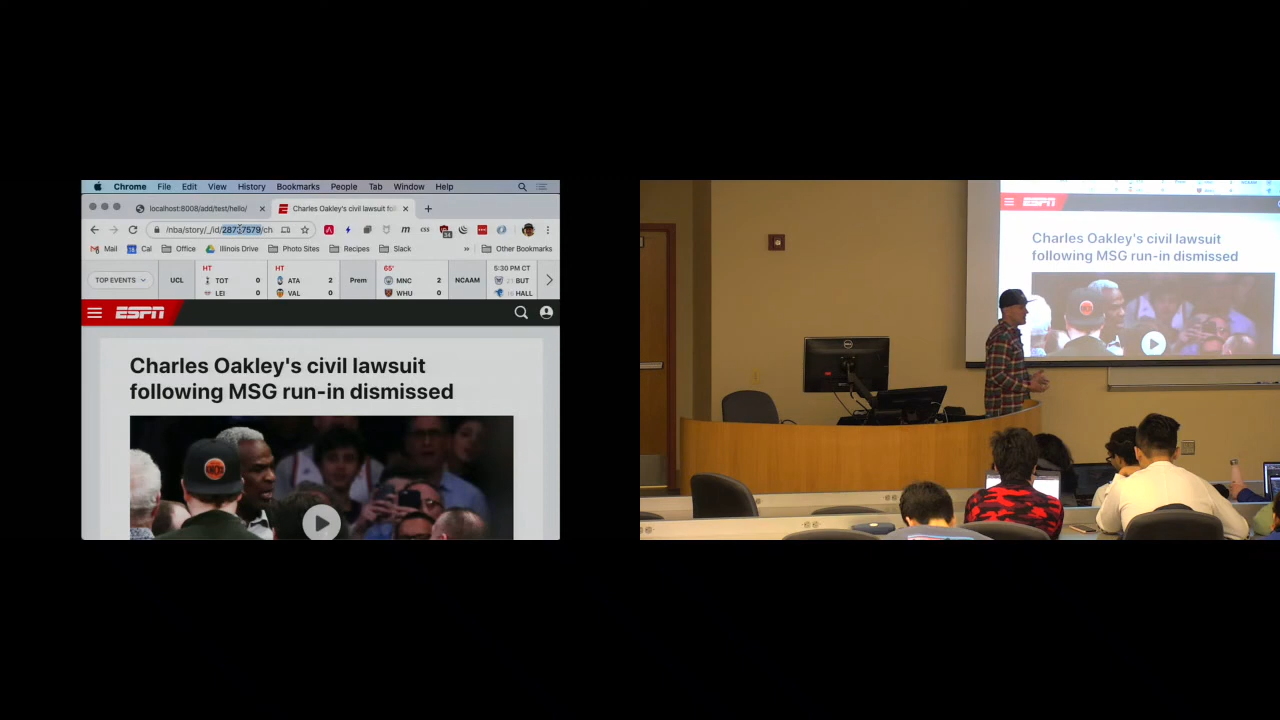 Chrome File Edit View History Bookmarks People Tab Window Help
localhost:8008/add/test/hello/
Charles Oakley's civil lawsuit foll
/nba/story/_/id/28737579/ch
Mail Cal Office Illinois Drive Photo Sites Recipes Slack Other Bookmarks
TOP EVENTS
UCL
HT
TOT 0
LEI 0
HT
ATA 2
VAL 0
Prem
65'
MNC 2
WHU 0
NCAAM
5:30 PM CT
21 BUT
HALL
ESPN
Charles Oakley's civil lawsuit
following MSG run-in dismissed
ESPN
Charles Oakley's civil lawsuit
following MSG run-in dismissed